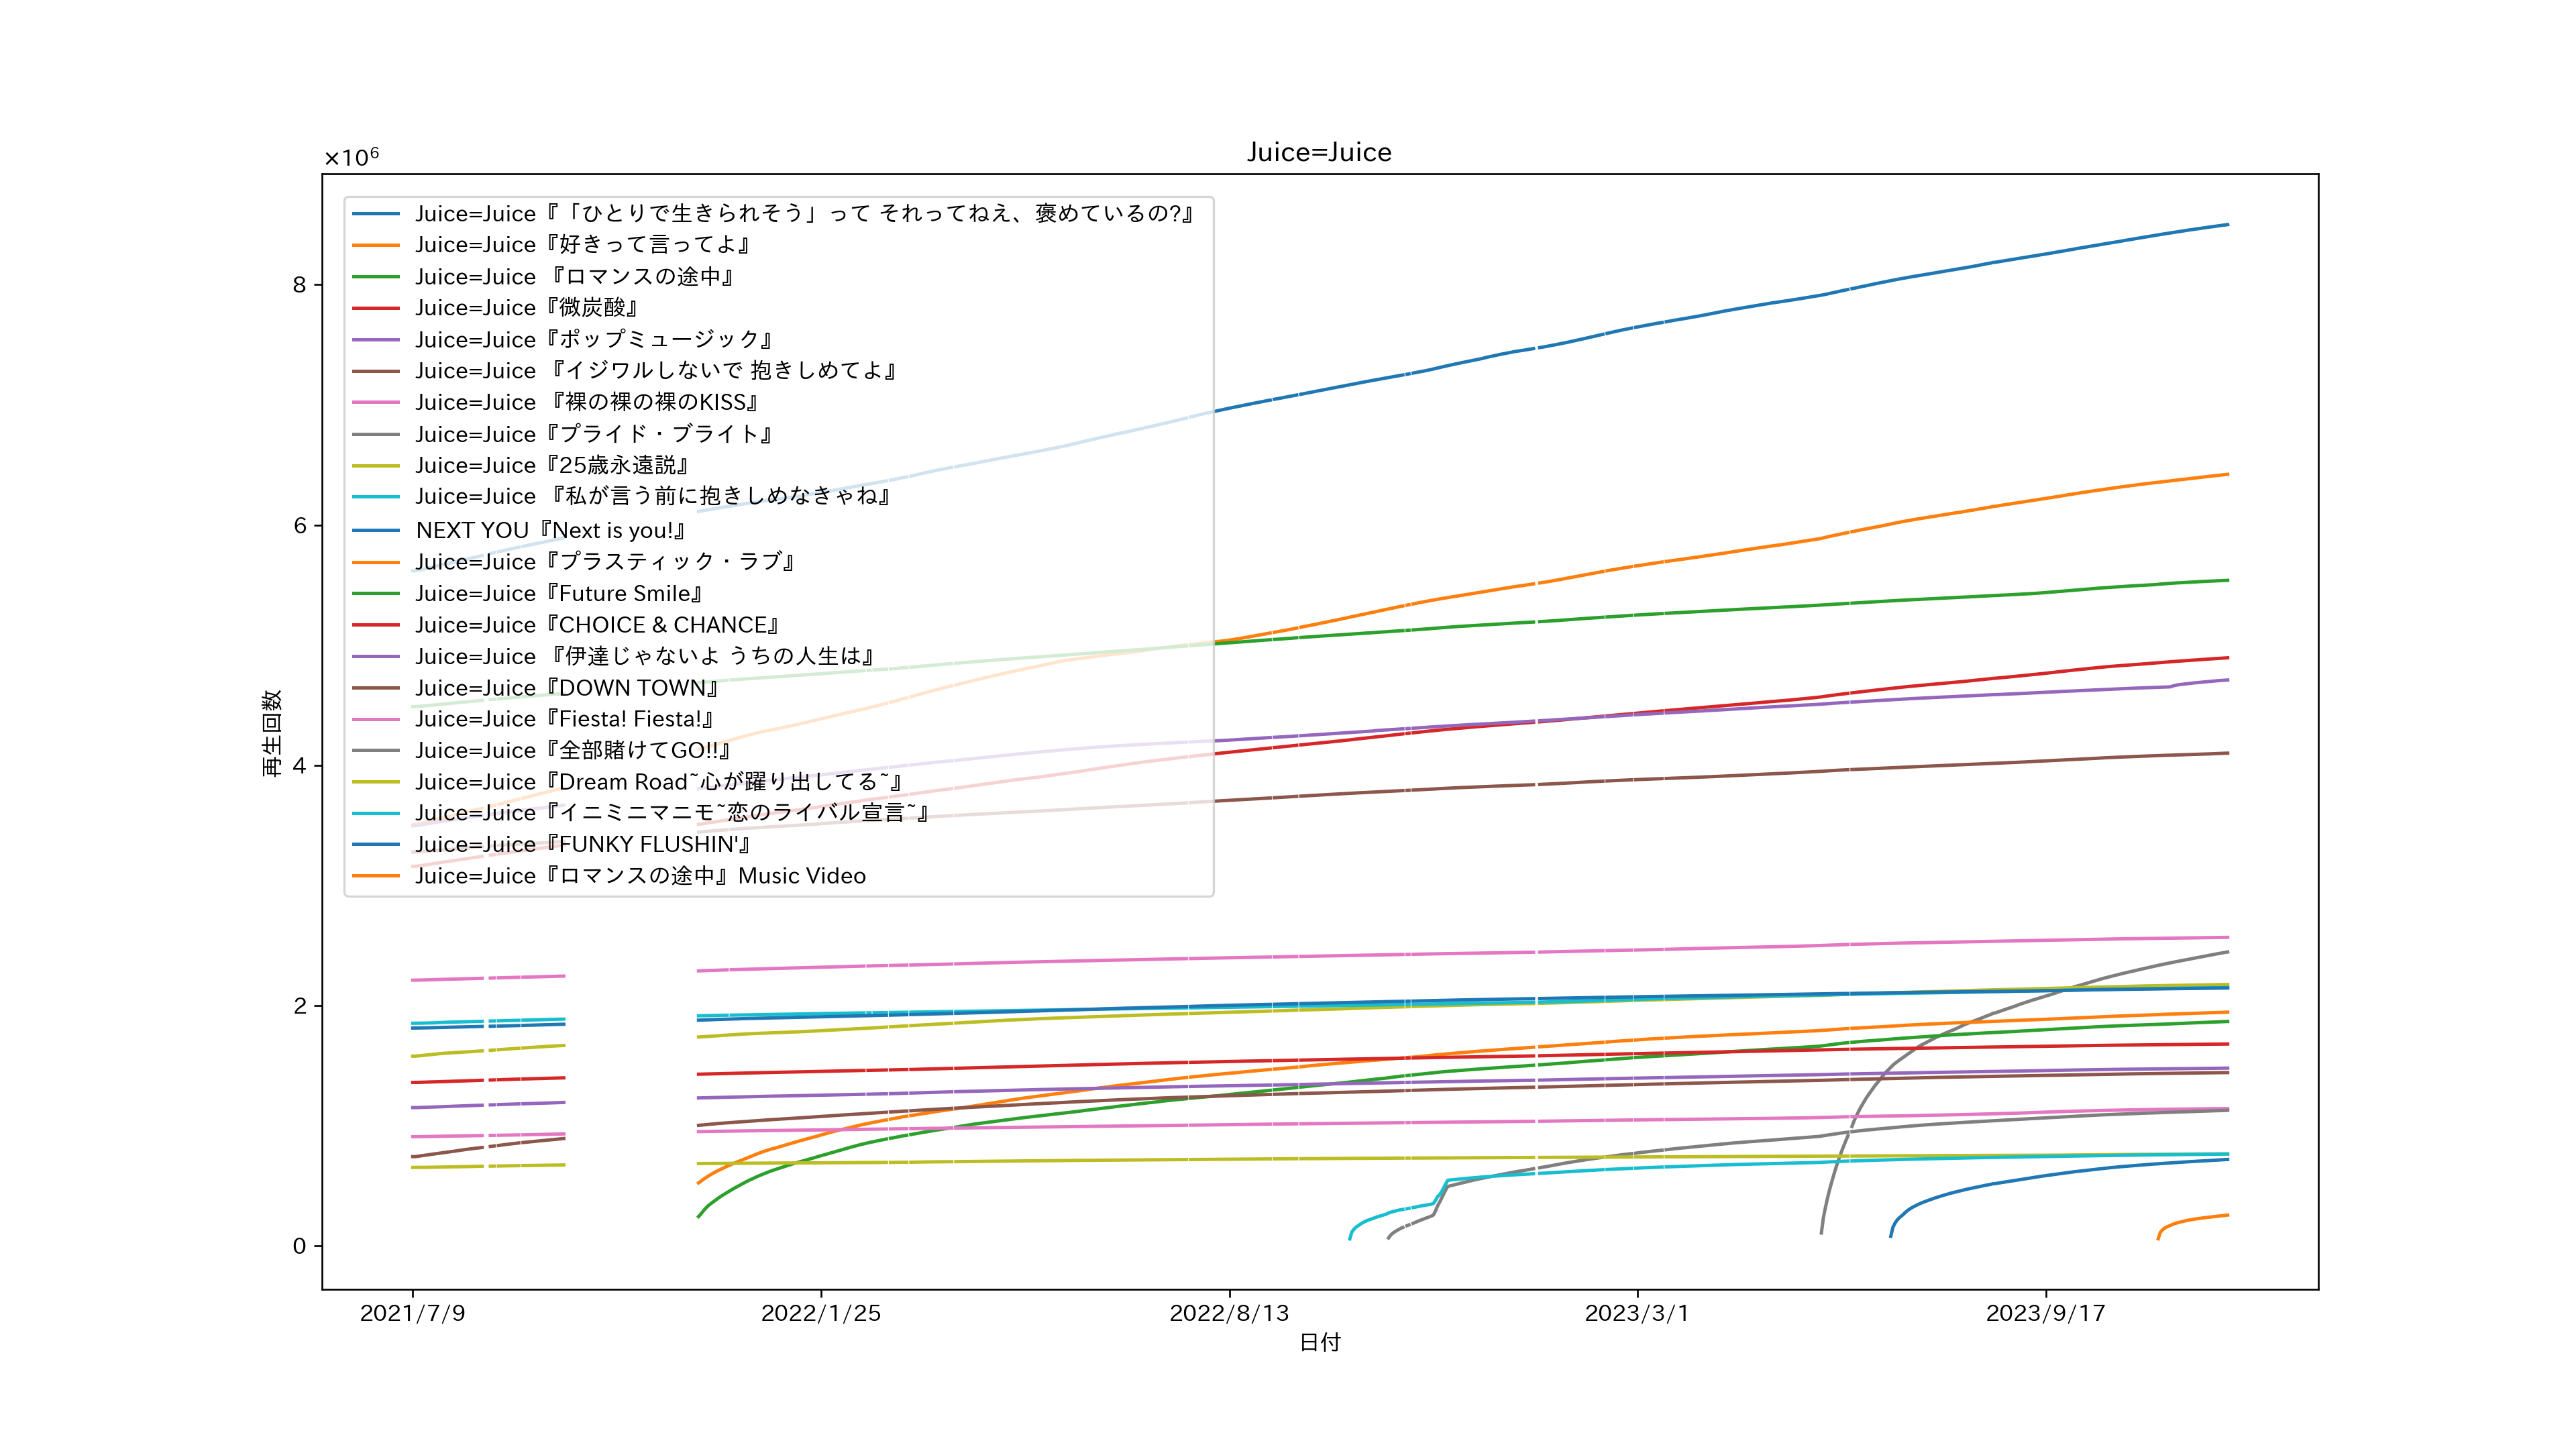 Juice=Juice
×10⁶
Juice=Juice『「ひとりで生きられそう」って それってねえ、褒めているの?』
Juice=Juice『好きって言ってよ』
Juice=Juice 『ロマンスの途中』
Juice=Juice『微炭酸』
Juice=Juice『ポップミュージック』
Juice=Juice 『イジワルしないで 抱きしめてよ』
Juice=Juice 『裸の裸の裸のKISS』
Juice=Juice『プライド・ブライト』
Juice=Juice『25歳永遠説』
Juice=Juice 『私が言う前に抱きしめなきゃね』
NEXT YOU『Next is you!』
Juice=Juice『プラスティック・ラブ』
Juice=Juice『Future Smile』
Juice=Juice『CHOICE & CHANCE』
Juice=Juice 『伊達じゃないよ うちの人生は』
Juice=Juice『DOWN TOWN』
Juice=Juice『Fiesta! Fiesta!』
Juice=Juice『全部賭けてGO!!』
Juice=Juice『Dream Road~心が躍り出してる~』
Juice=Juice『イニミニマニモ~恋のライバル宣言~』
Juice=Juice『FUNKY FLUSHIN'』
Juice=Juice『ロマンスの途中』Music Video
8
6
4
2
0
再生回数
2021/7/9
2022/1/25
2022/8/13
2023/3/1
2023/9/17
日付